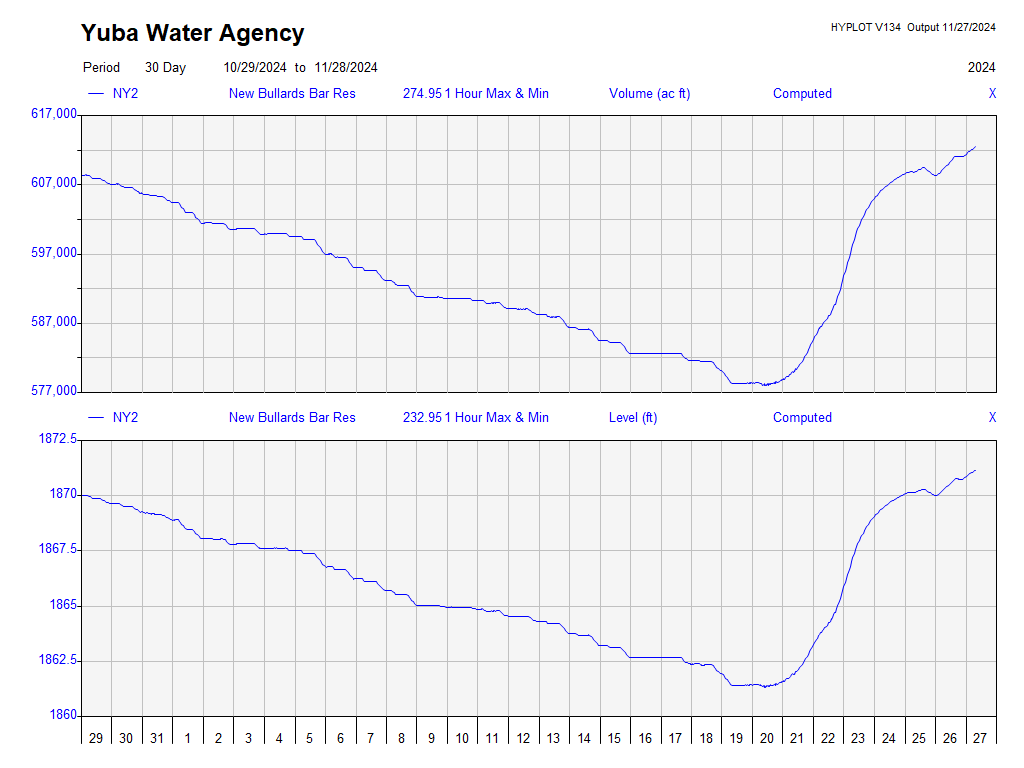 Yuba Water Agency
HYPLOT V134 Output 11/27/2024
Period 30 Day 10/29/2024 to 11/28/2024 2024
NY2 New Bullards Bar Res 274.95 1 Hour Max & Min Volume (ac ft) Computed X
617,000
607,000
597,000
587,000
577,000
NY2 New Bullards Bar Res 232.95 1 Hour Max & Min Level (ft) Computed X
1872.5
1870
1867.5
1865
1862.5
1860
29 30 31 1 2 3 4 5 6 7 8 9 10 11 12 13 14 15 16 17 18 19 20 21 22 23 24 25 26 27